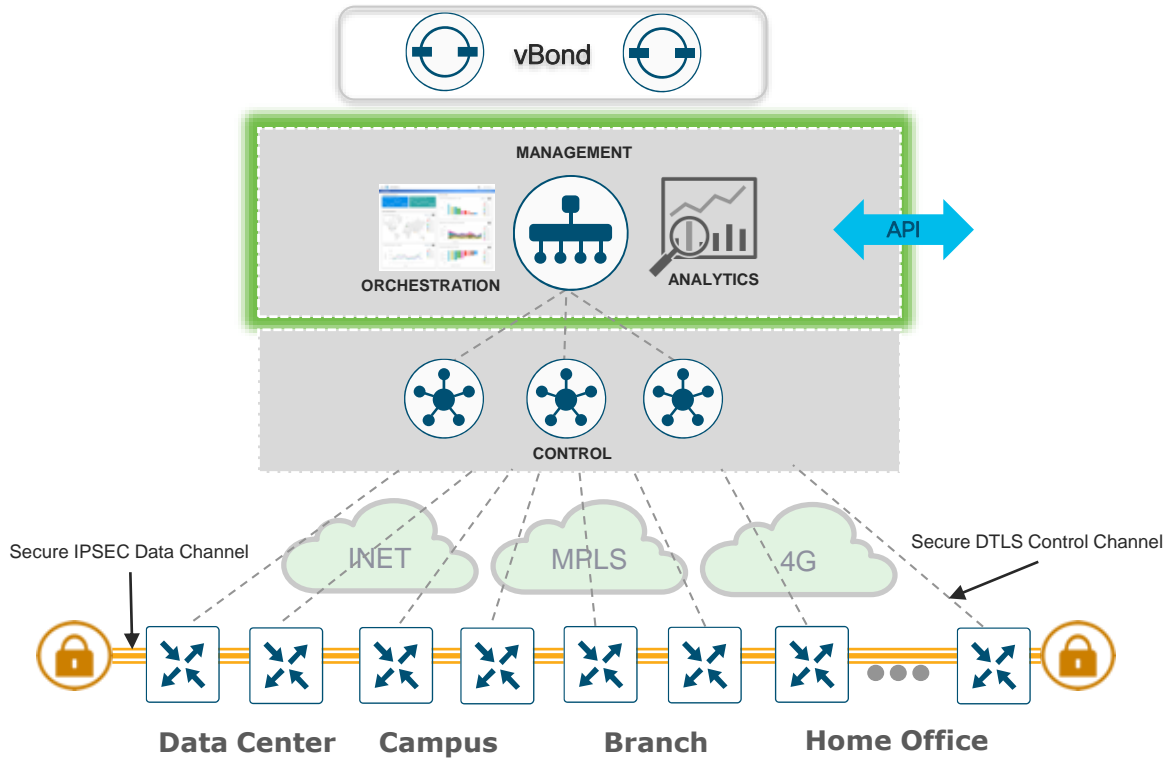 vBond
MANAGEMENT
ORCHESTRATION
ANALYTICS
API
CONTROL
INET
MPLS
4G
Secure IPSEC Data Channel
Secure DTLS Control Channel
Data Center
Campus
Branch
Home Office